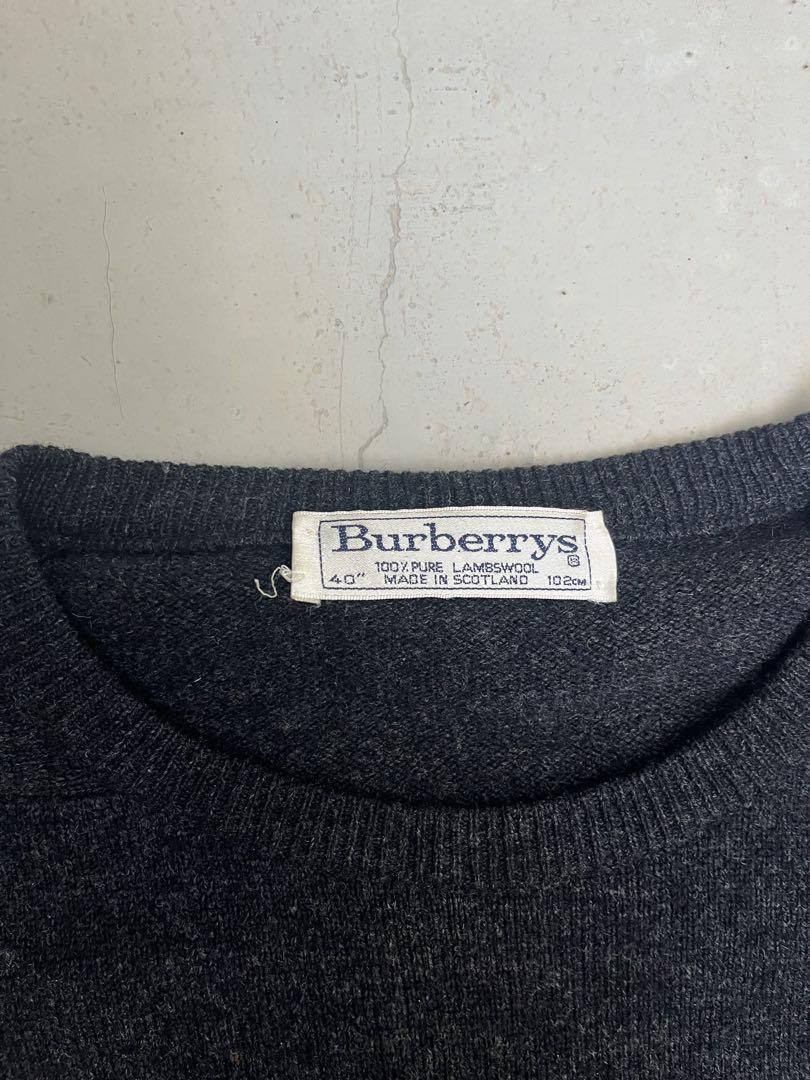 Burberrys®
100% PURE LAMBSWOOL
40" MADE IN SCOTLAND 102CM